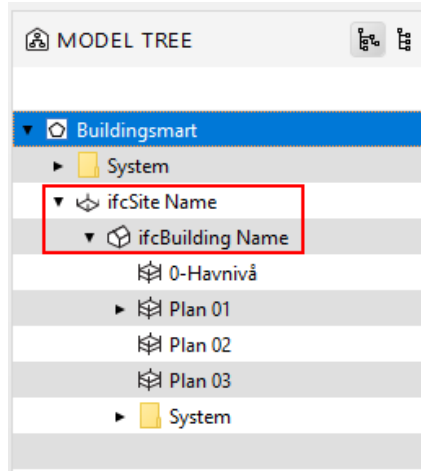 MODEL TREE
Buildingsmart
System
ifcSite Name
ifcBuilding Name
0-Havnivå
Plan 01
Plan 02
Plan 03
System